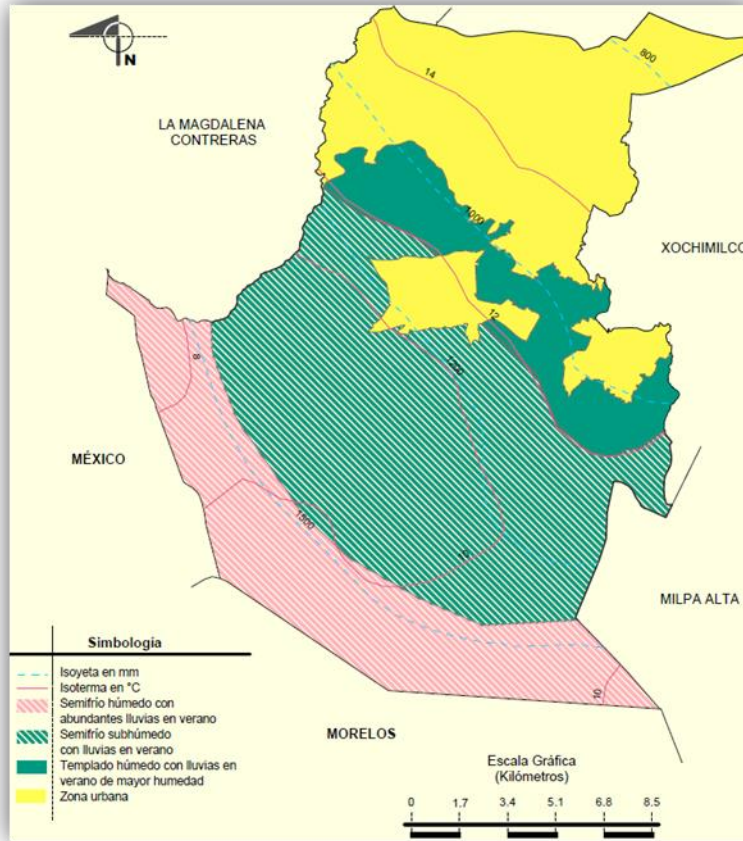 N
800
14
LA MAGDALENA
CONTRERAS
1000
XOCHIMILCO
12
8
1200
MÉXICO
1500
10
MILPA ALTA
10
MORELOS
Simbología
Isoyeta en mm
Isoterma en °C
Semifrío húmedo con
abundantes lluvias en verano
Semifrío subhúmedo
con lluvias en verano
Templado húmedo con lluvias en
verano de mayor humedad
Zona urbana
Escala Gráfica
(Kilómetros)
0 1.7 3.4 5.1 6.8 8.5